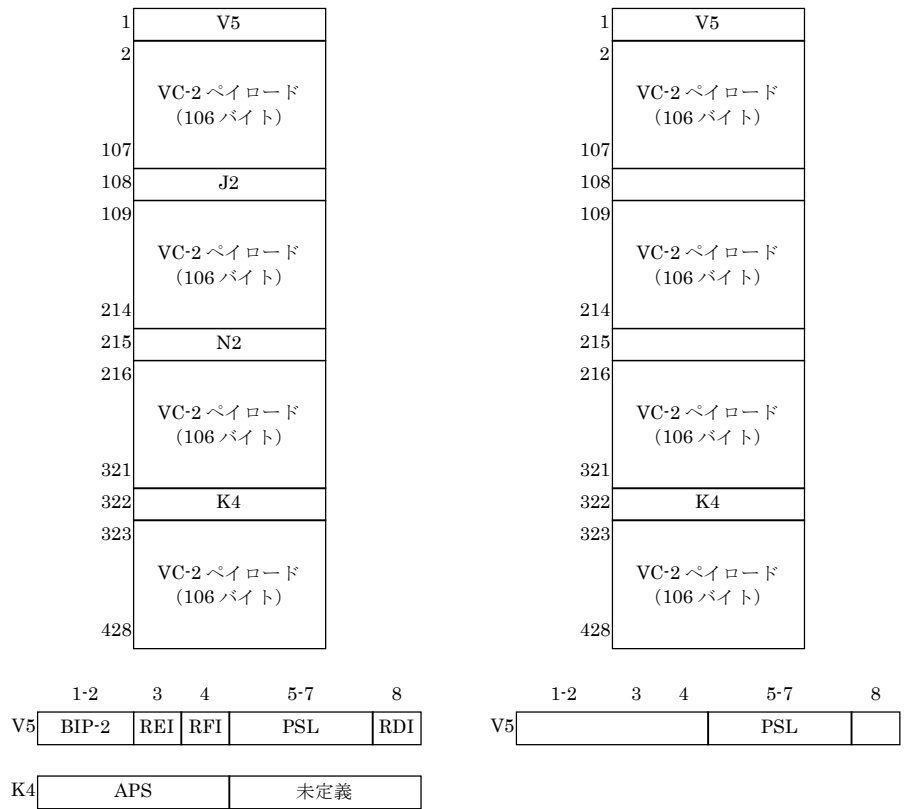 1 V5
2
VC-2 ペイロード
(106 バイト)
107
108 J2
109
VC-2 ペイロード
(106 バイト)
214
215 N2
216
VC-2 ペイロード
(106 バイト)
321
322 K4
323
VC-2 ペイロード
(106 バイト)
428
1-2 3 4 5-7 8
V5 BIP-2 REI RFI PSL RDI
K4 APS 未定義
1 V5
2
VC-2 ペイロード
(106 バイト)
107
108
109
VC-2 ペイロード
(106 バイト)
214
215
216
VC-2 ペイロード
(106 バイト)
321
322 K4
323
VC-2 ペイロード
(106 バイト)
428
1-2 3 4 5-7 8
V5 PSL